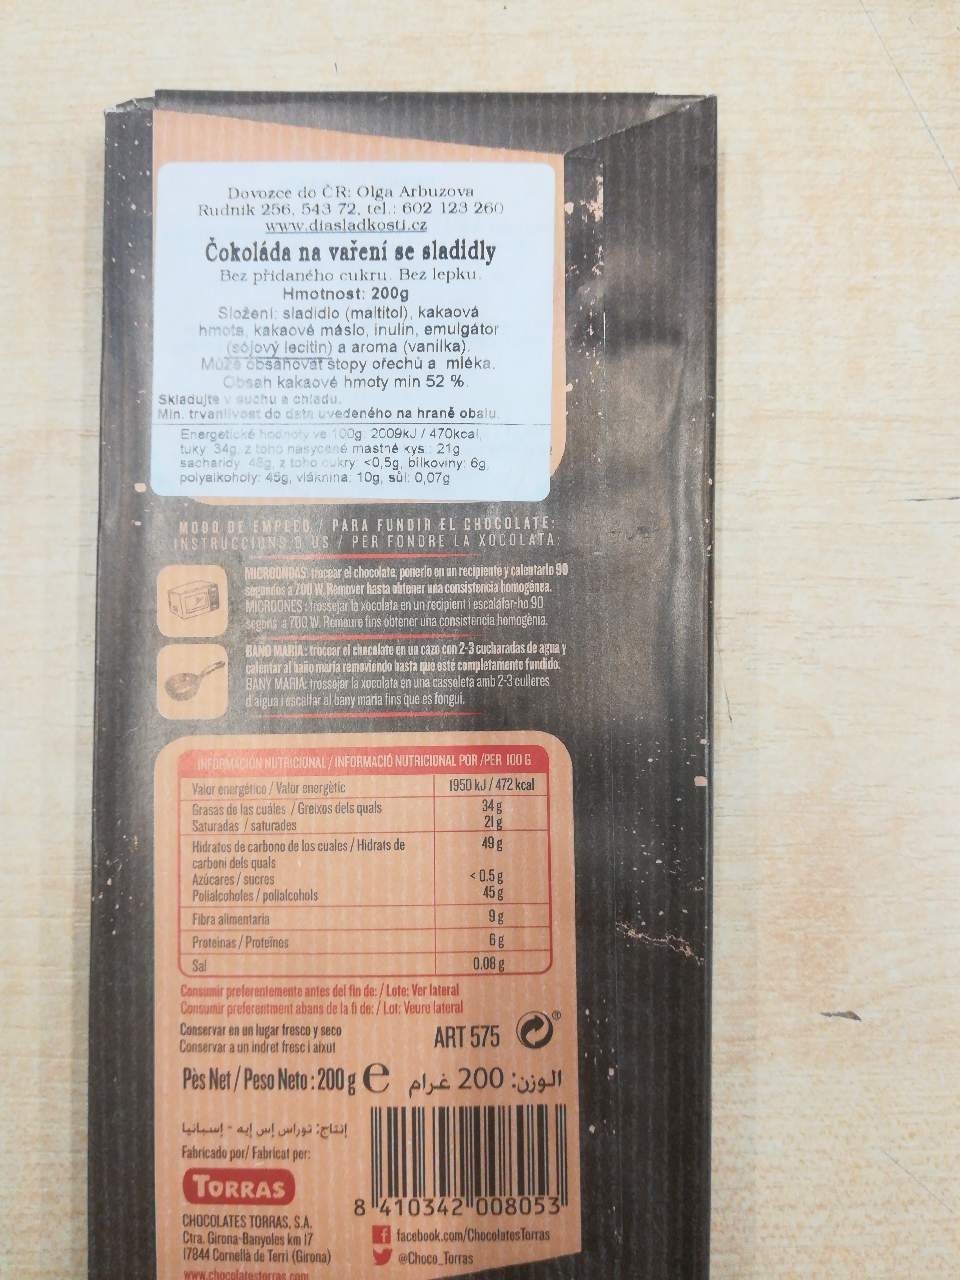 Dovozce do ČR: Olga Arbuzova
Rudník 256, 543 72, tel.: 602 123 260
www.diasladkosti.cz
Čokoláda na vaření se sladidly
Bez přidaného cukru. Bez lepku.
Hmotnost: 200g
Složení: sladidlo (maltitol), kakaová
hmota, kakaové máslo, inulín, emulgátor
(sójový lecitin) a aroma (vanilka).
Může obsahovat stopy ořechů a mléka.
Obsah kakaové hmoty min 52 %.
Skladujte v suchu a chladu.
Min. trvanlivost do data uvedeného na hraně obalu.
Energetické hodnoty ve 100g: 2009kJ / 470kcal,
tuky 34g, z toho nasycené mastné kys.: 21g
sacharidy 48g, z toho cukry: <0,5g, bílkoviny: 6g,
polyalkoholy: 45g, vláknina: 10g, sůl: 0,07g
MODO DE EMPLEO / PARA FUNDIR EL CHOCOLATE:
INSTRUCCIONS D'US / PER FONDRE LA XOCOLATA:
MICROONDAS: trocear el chocolate, ponerlo en un recipiente y calentarlo 90
segundos a 700 W. Remover hasta obtener una consistencia homogénea.
MICROONES: trossejar la xocolata en un recipient i escalafar-ho 90
segons a 700 W. Remoure fins obtener una consistencia homogènia.
BAÑO MARÍA: trocear el chocolate en un cazo con 2-3 cucharadas de agua y
calentar al baño maría removiendo hasta que esté completamente fundido.
BANY MARIA: trossejar la xocolata en una casseleta amb 2-3 culleres
d'aigua i escalfar al bany maria fins que es fongui.
INFORMACIÓN NUTRICIONAL / INFORMACIÓ NUTRICIONAL POR /PER 100 G
Valor energético / Valur energètic 1950 kJ / 472 kcal
Grasas de las cuáles / Greixos dels quals 34 g
Saturadas / saturades 21 g
Hidratos de carbono de los cuales / Hidrats de 49 g
carboni dels quals
Azúcares / sucres < 0.5 g
Polialcoholes / polialcohols 45 g
Fibra alimentaria 9 g
Proteínas / Proteïnes 6 g
Sal 0.08 g
Consumir preferentemente antes del fin de: / Lote: Ver lateral
Consumir preferentment abans de la fi de: / Lot: Veure lateral
Conservar en un lugar fresco y seco
Conservar a un indret fresc i aixut
ART 575
®
Pès Net / Peso Neto : 200 g e الوزن: 200 غرام
إنتاج: توراس إس إيه - إسبانيا
Fabricado por/ Fabricat per:
TORRAS
8 410342 008053
CHOCOLATES TORRAS, S.A.
Ctra. Girona-Banyoles km 17
17844 Cornellà de Terri (Girona)
www.chocolatestorras.com
facebook.com/ChocolatesTorras
@Choco_Torras